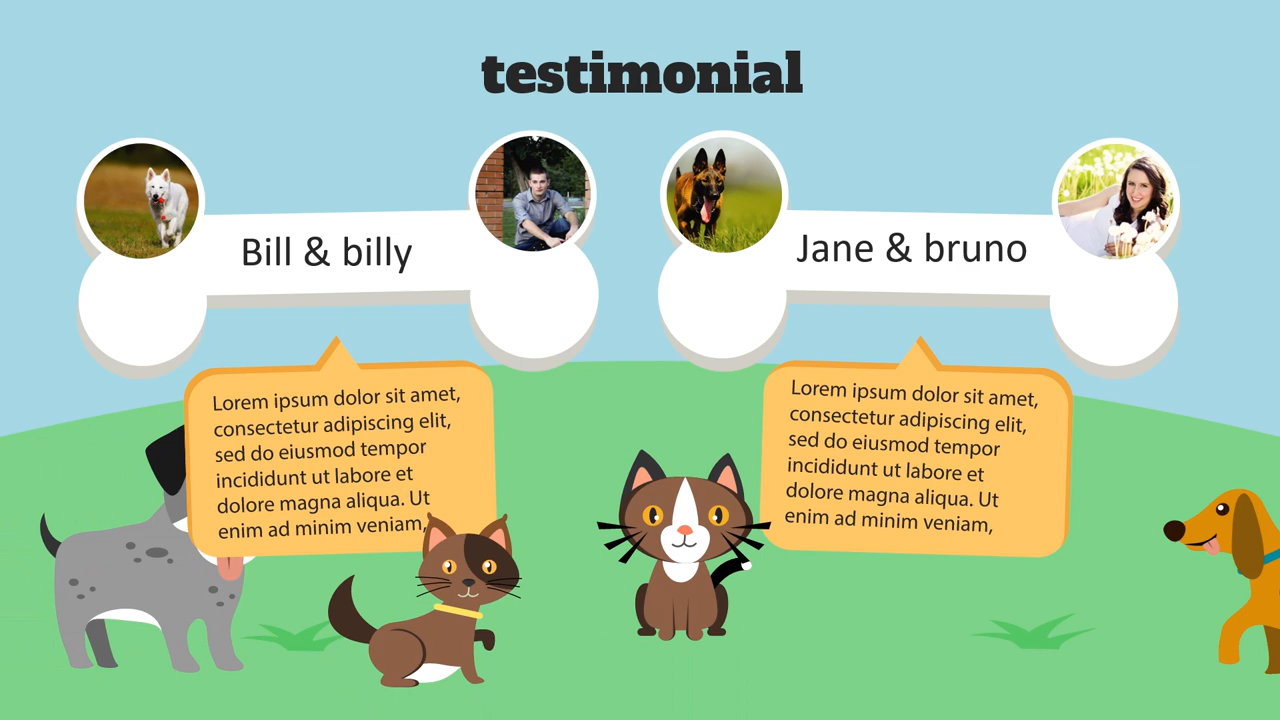 testimonial
Bill & billy
Jane & bruno
Lorem ipsum dolor sit amet,
consectetur adipiscing elit,
sed do eiusmod tempor
incididunt ut labore et
dolore magna aliqua. Ut
enim ad minim veniam,
Lorem ipsum dolor sit amet,
consectetur adipiscing elit,
sed do eiusmod tempor
incididunt ut labore et
dolore magna aliqua. Ut
enim ad minim veniam,